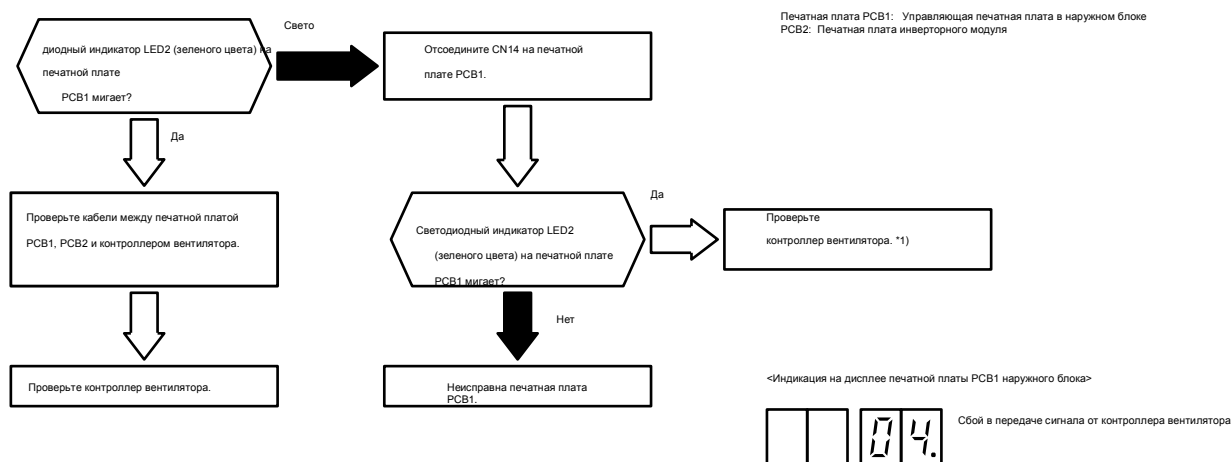 Свето
диодный индикатор LED2 (зеленого цвета) на
печатной плате
PCB1 мигает?
Отсоедините CN14 на печатной
плате PCB1.
Печатная плата PCB1: Управляющая печатная плата в наружном блоке
PCB2: Печатная плата инверторного модуля
Да
Проверьте кабели между печатной платой
PCB1, PCB2 и контроллером вентилятора.
Светодиодный индикатор LED2
(зеленого цвета) на печатной плате
PCB1 мигает?
Да
Проверьте
контроллер вентилятора. *1)
Нет
Проверьте контроллер вентилятора.
Неисправна печатная плата
PCB1.
<Индикация на дисплее печатной платы PCB1 наружного блока>
04.
Сбой в передаче сигнала от контроллера вентилятора